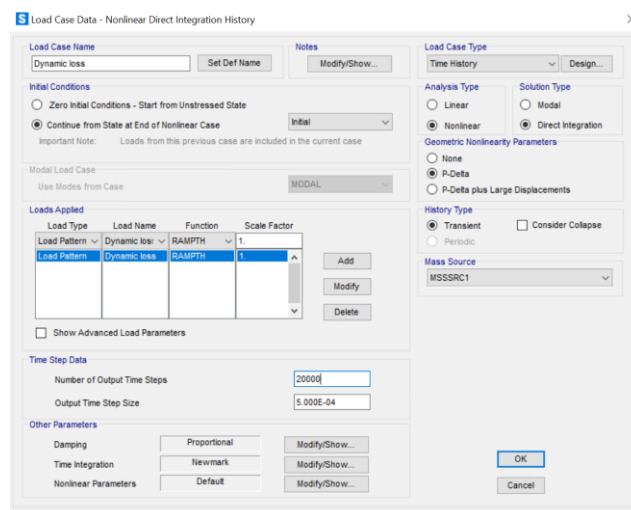 S Load Case Data - Nonlinear Direct Integration History
Load Case Name
Dynamic loss
Set Def Name
Notes
Modify/Show...
Load Case Type
Time History
Design...
Initial Conditions
Zero Initial Conditions - Start from Unstressed State
Continue from State at End of Nonlinear Case
Initial
Important Note: Loads from this previous case are included in the current case
Analysis Type
Linear
Nonlinear
Solution Type
Modal
Direct Integration
Geometric Nonlinearity Parameters
None
P-Delta
P-Delta plus Large Displacements
Modal Load Case
Use Modes from Case
MODAL
Loads Applied
Load Type Load Name Function Scale Factor
Load Pattern Dynamic los: RAMPTH 1.
Load Pattern Dynamic loss RAMPTH 1.
Add
Modify
Delete
Show Advanced Load Parameters
History Type
Transient
Consider Collapse
Periodic
Mass Source
MSSSRC1
Time Step Data
Number of Output Time Steps 20000
Output Time Step Size 5.000E-04
Other Parameters
Damping Proportional Modify/Show...
Time Integration Newmark Modify/Show...
Nonlinear Parameters Default Modify/Show...
OK
Cancel